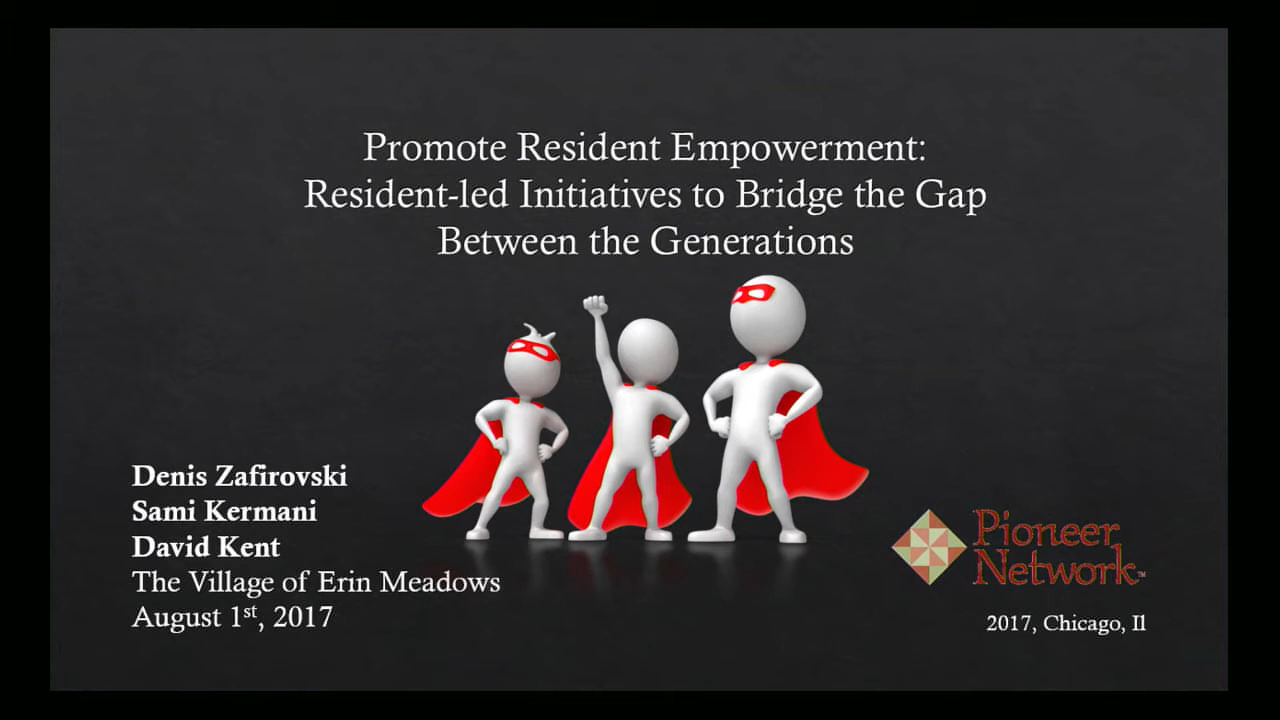 Promote Resident Empowerment:
Resident-led Initiatives to Bridge the Gap
Between the Generations
Denis Zafirovski
Sami Kermani
David Kent
The Village of Erin Meadows
August 1st, 2017
Pioneer
Network™
2017, Chicago, Il